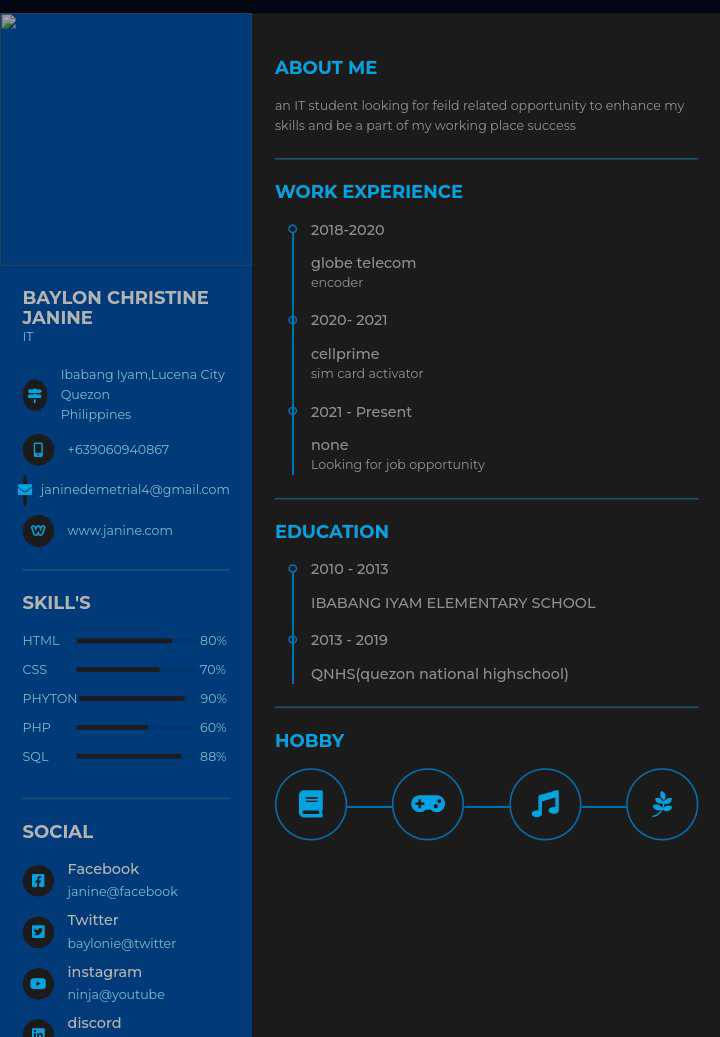 BAYLON CHRISTINE
JANINE
IT
Ibabang Iyam,Lucena City
Quezon
Philippines
+639060940867
janinedemetrial4@gmail.com
www.janine.com
SKILL'S
HTML 80%
CSS 70%
PHYTON 90%
PHP 60%
SQL 88%
SOCIAL
Facebook
janine@facebook
Twitter
baylonie@twitter
instagram
ninja@youtube
discord
ABOUT ME
an IT student looking for feild related opportunity to enhance my
skills and be a part of my working place success
WORK EXPERIENCE
2018-2020
globe telecom
encoder
2020- 2021
cellprime
sim card activator
2021 - Present
none
Looking for job opportunity
EDUCATION
2010 - 2013
IBABANG IYAM ELEMENTARY SCHOOL
2013 - 2019
QNHS(quezon national highschool)
HOBBY